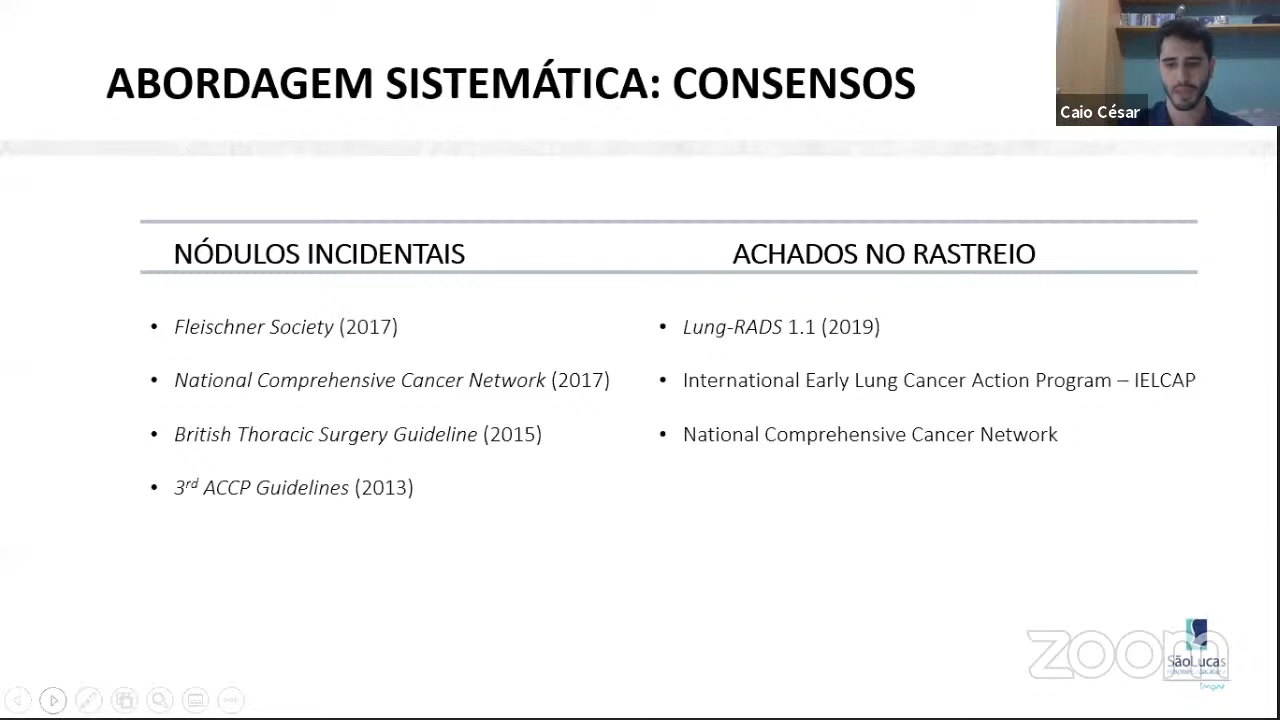 ABORDAGEM SISTEMÁTICA: CONSENSOS
Caio César
NÓDULOS INCIDENTAIS
• Fleischner Society (2017)
• National Comprehensive Cancer Network (2017)
• British Thoracic Surgery Guideline (2015)
• 3rd ACCP Guidelines (2013)
ACHADOS NO RASTREIO
• Lung-RADS 1.1 (2019)
• International Early Lung Cancer Action Program – IELCAP
• National Comprehensive Cancer Network
zoom
SãoLucas